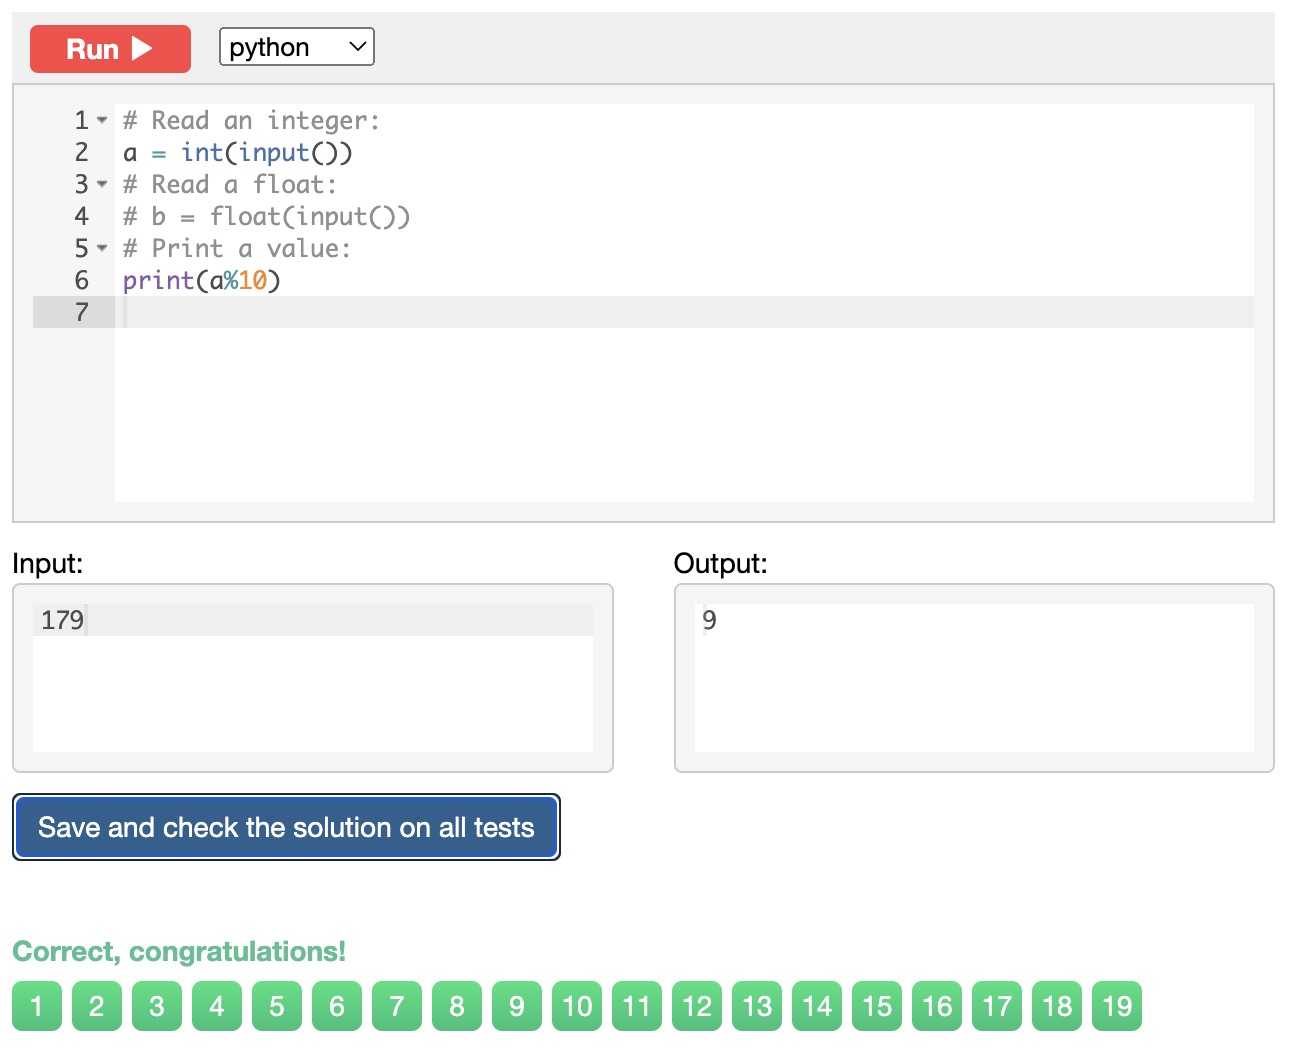 Run python
1 # Read an integer:
2 a = int(input())
3 # Read a float:
4 # b = float(input())
5 # Print a value:
6 print(a%10)
7
Input: Output:
179 9
Save and check the solution on all tests
Correct, congratulations!
1 2 3 4 5 6 7 8 9 10 11 12 13 14 15 16 17 18 19